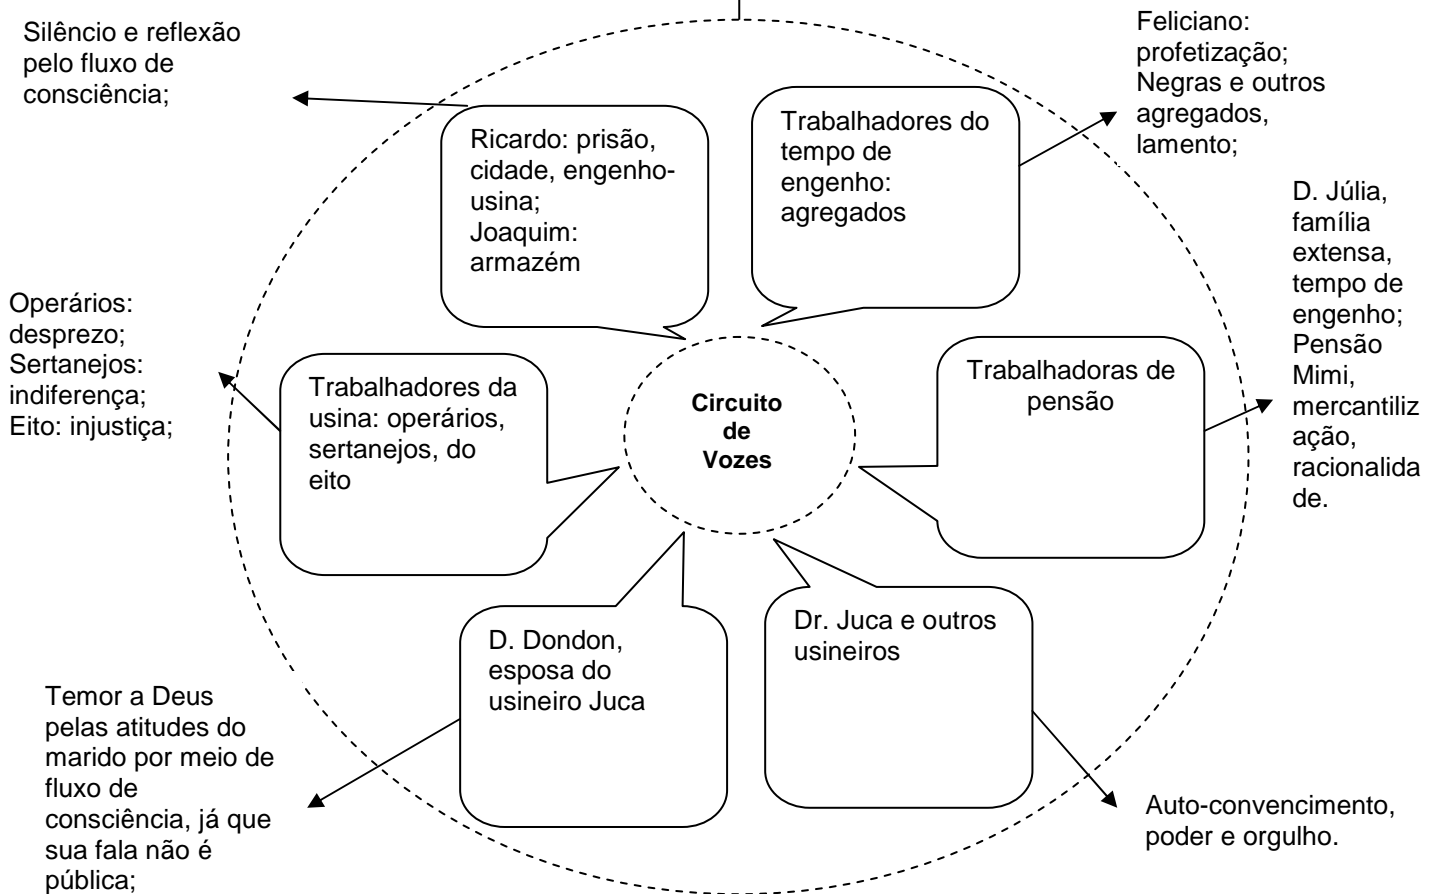 Silêncio e reflexão
pelo fluxo de
consciência;
Feliciano:
profetização;
Negras e outros
agregados,
lamento;
Ricardo: prisão,
cidade, engenho-
usina;
Joaquim:
armazém
Trabalhadores do
tempo de
engenho:
agregados
D. Júlia,
família
extensa,
tempo de
engenho;
Pensão
Mimi,
mercantiliz
ação,
racionalida
de.
Operários:
desprezo;
Sertanejos:
indiferença;
Eito: injustiça;
Trabalhadores da
usina: operários,
sertanejos, do
eito
Circuito
de
Vozes
Trabalhadoras de
pensão
D. Dondon,
esposa do
usineiro Juca
Dr. Juca e outros
usineiros
Temor a Deus
pelas atitudes do
marido por meio de
fluxo de
consciência, já que
sua fala não é
pública;
Auto-convencimento,
poder e orgulho.